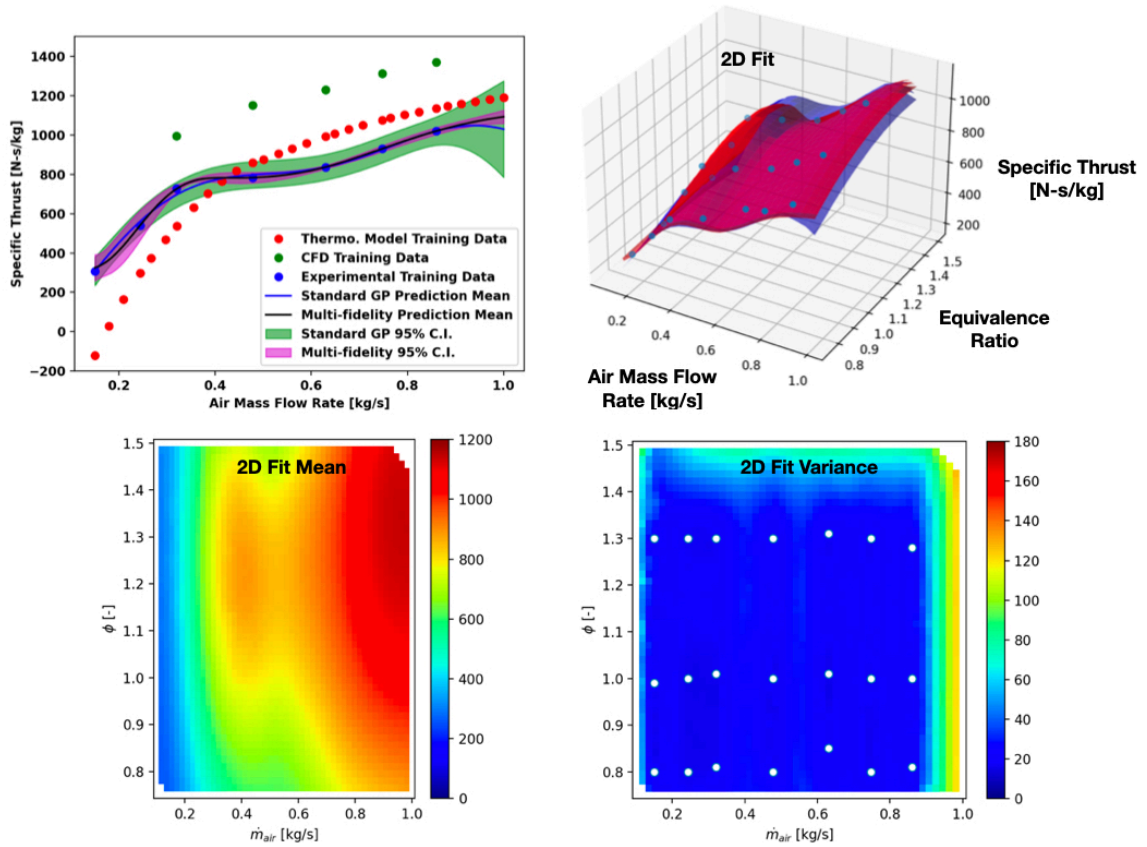 1400
1200
1000
800
600
400
200
0
−200
Specific Thrust [N-s/kg]
Thermo. Model Training Data
CFD Training Data
Experimental Training Data
Standard GP Prediction Mean
Multi-fidelity Prediction Mean
Standard GP 95% C.I.
Multi-fidelity 95% C.I.
0.2 0.4 0.6 0.8 1.0
Air Mass Flow Rate [kg/s]
2D Fit
1000
800
600
400
200
Specific Thrust
[N-s/kg]
1.5
1.4
1.3
1.2
1.1
1.0
0.9
0.8
Equivalence
Ratio
0.2
0.4
0.6
0.8
1.0
Air Mass Flow
Rate [kg/s]
2D Fit Mean
1.5
1.4
1.3
1.2
1.1
1.0
0.9
0.8
ϕ [-]
0.2 0.4 0.6 0.8 1.0
ṁair [kg/s]
1200
1000
800
600
400
200
0
2D Fit Variance
1.5
1.4
1.3
1.2
1.1
1.0
0.9
0.8
ϕ [-]
0.2 0.4 0.6 0.8 1.0
ṁair [kg/s]
180
160
140
120
100
80
60
40
20
0